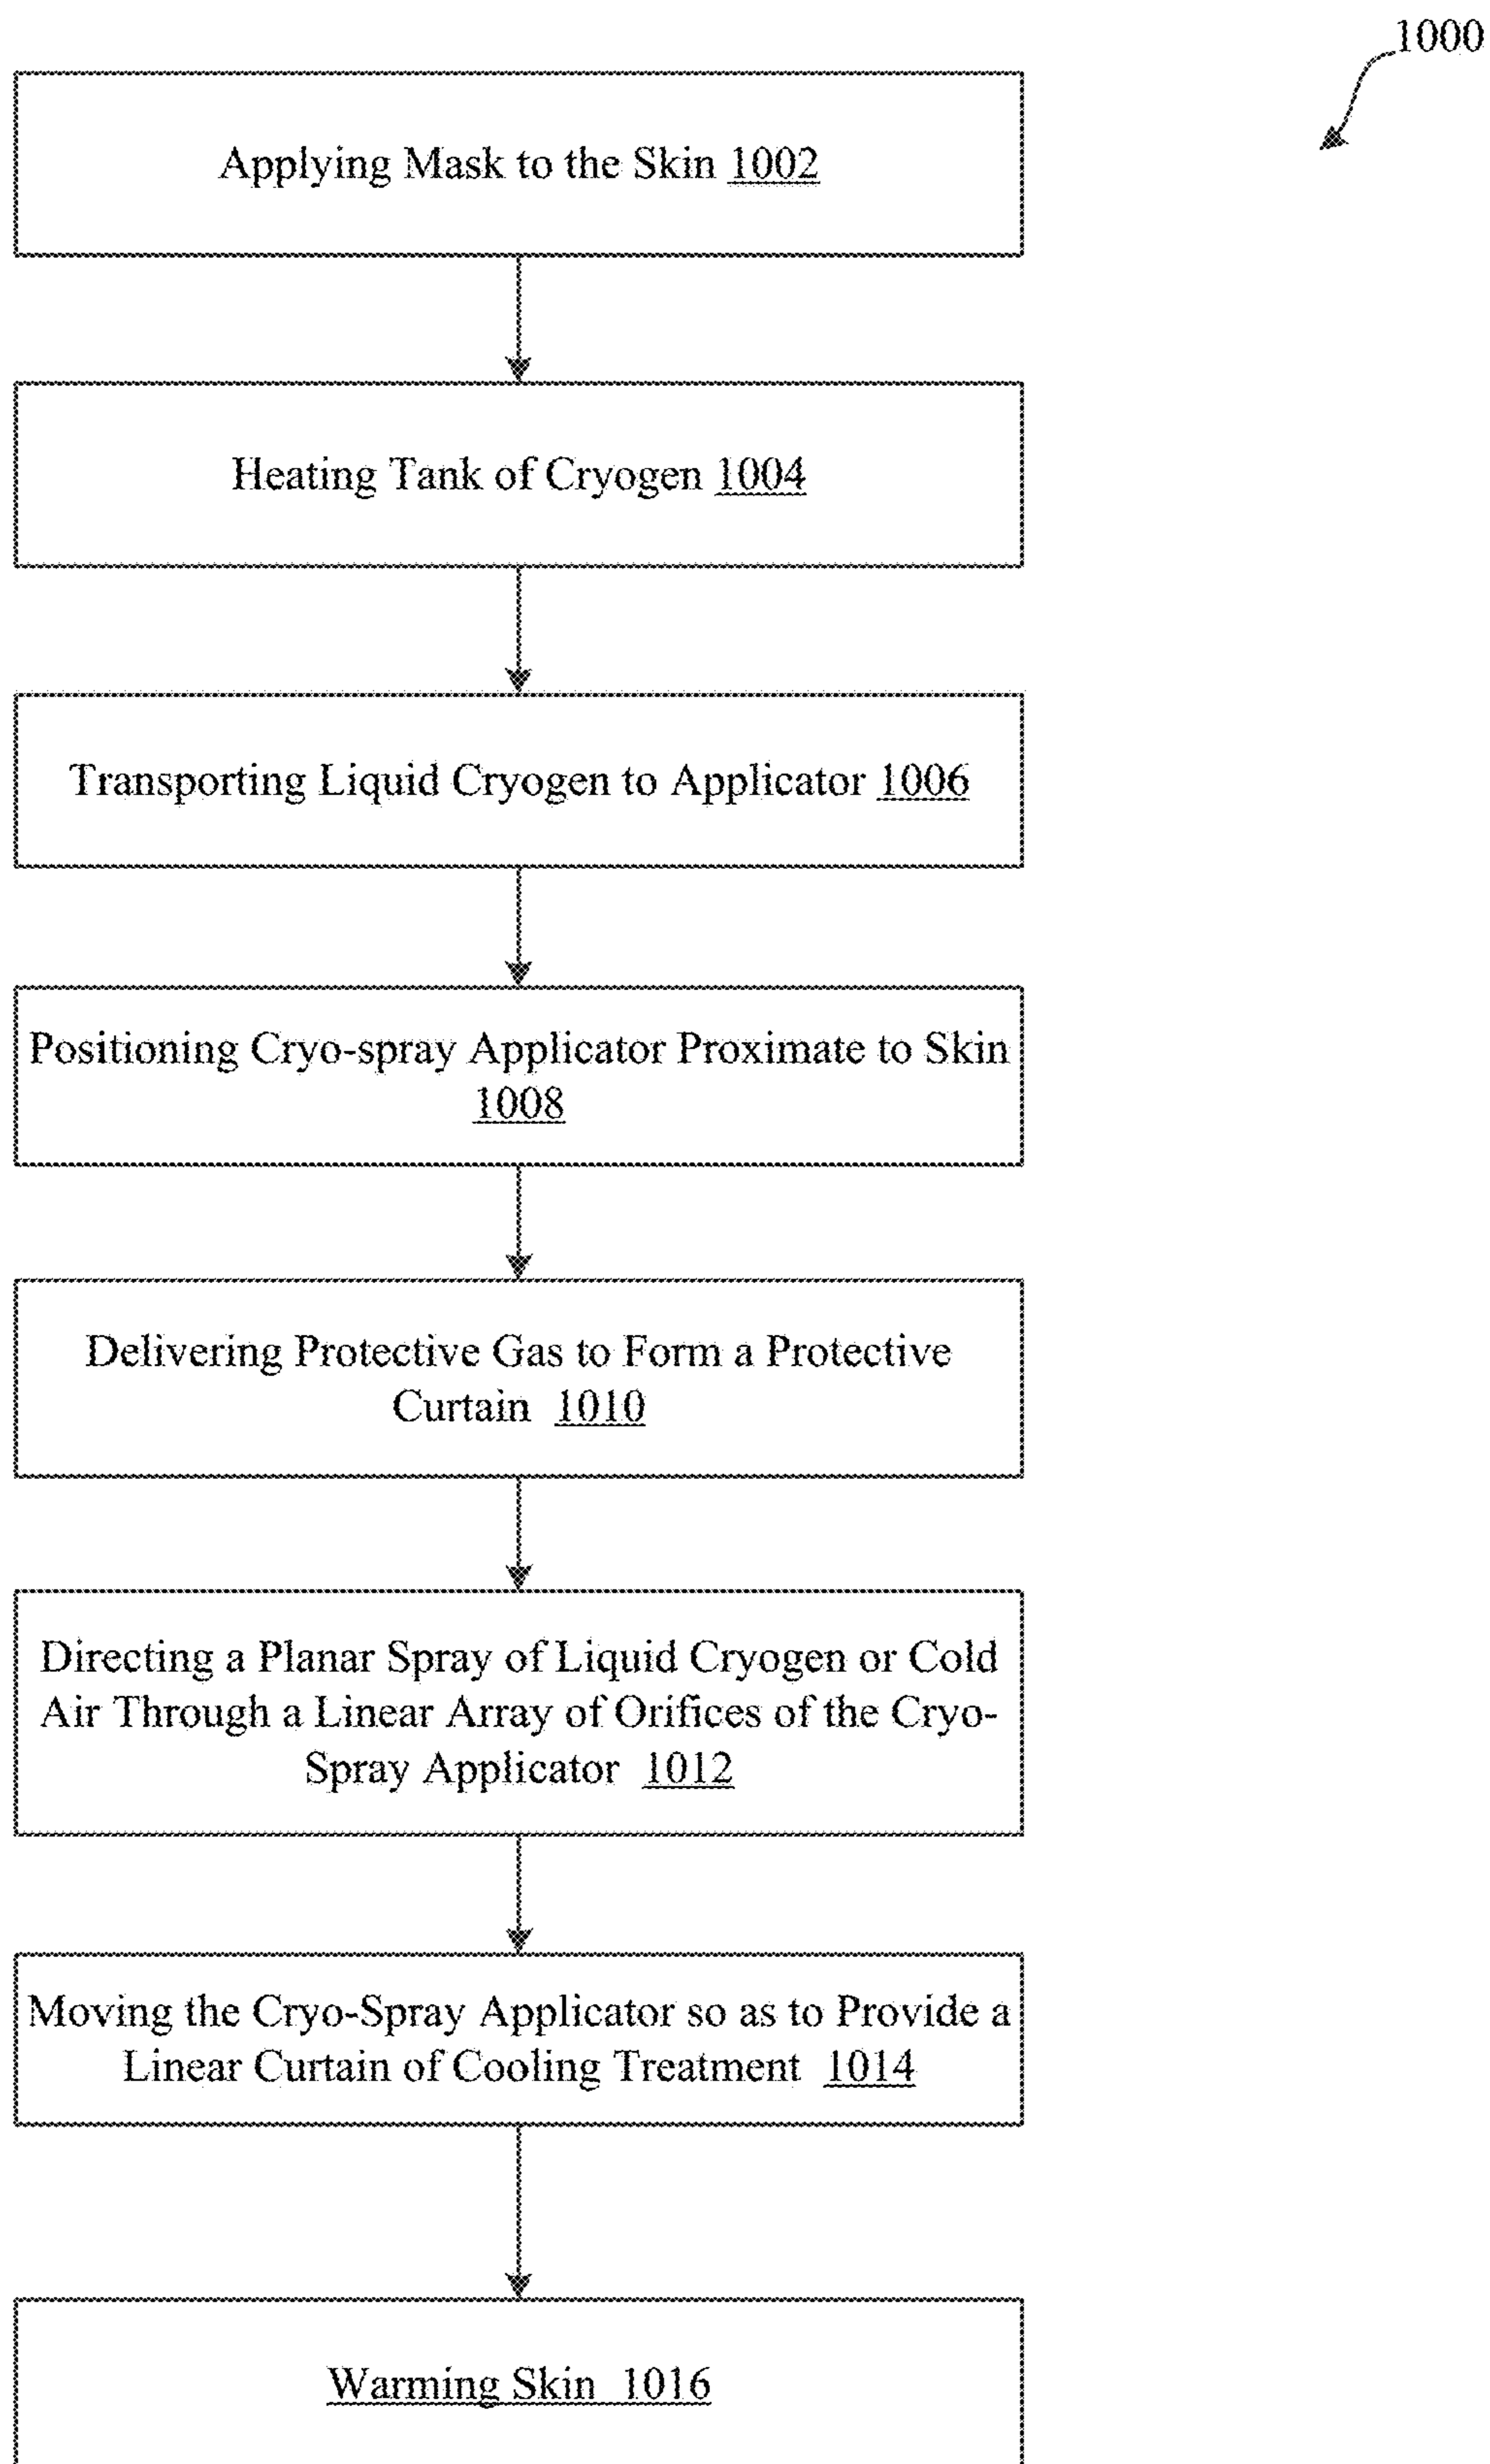 1000
Applying Mask to the Skin 1002
Heating Tank of Cryogen 1004
Transporting Liquid Cryogen to Applicator 1006
Positioning Cryo-spray Applicator Proximate to Skin
1008
Delivering Protective Gas to Form a Protective
Curtain 1010
Directing a Planar Spray of Liquid Cryogen or Cold
Air Through a Linear Array of Orifices of the Cryo-
Spray Applicator 1012
Moving the Cryo-Spray Applicator so as to Provide a
Linear Curtain of Cooling Treatment 1014
Warming Skin 1016